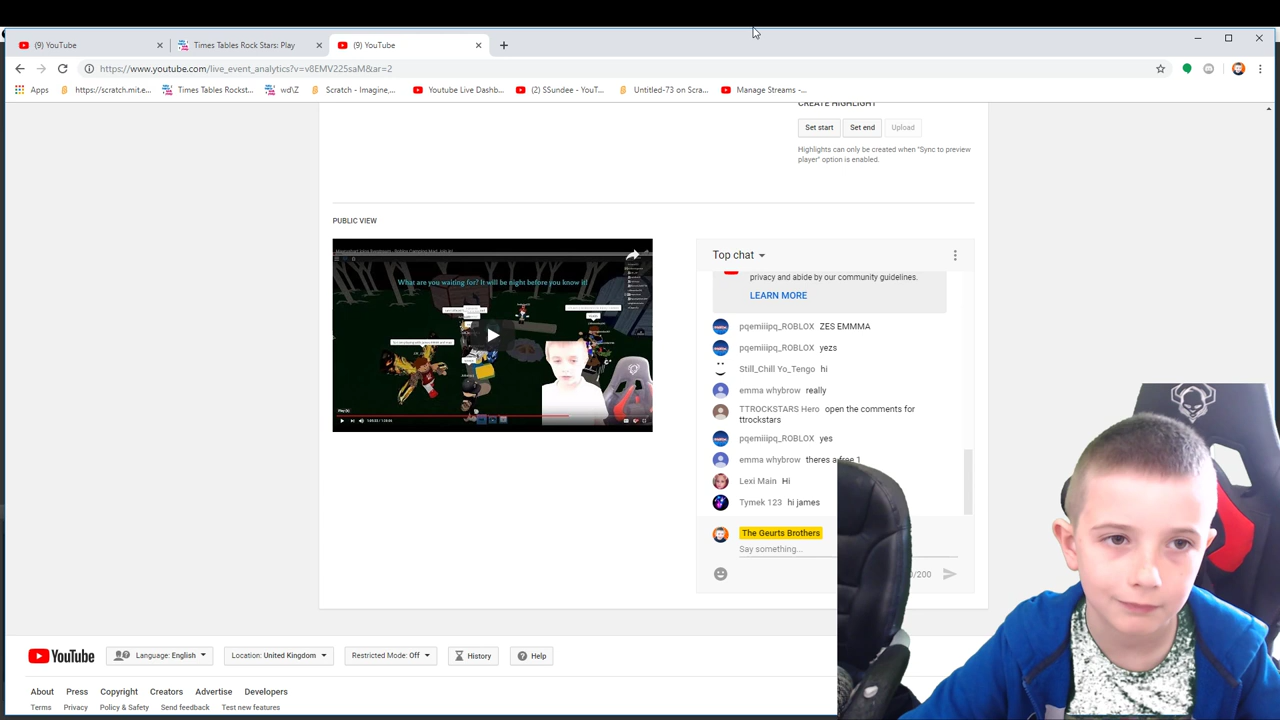 (9) YouTube
Times Tables Rock Stars: Play
(9) YouTube
https://www.youtube.com/live_event_analytics?v=v8EMV225saM&ar=2
Apps
https://scratch.mit.e...
Times Tables Rockst...
wd\Z
Scratch - Imagine,...
Youtube Live Dashb...
(2) SSundee - YouT...
Untitled-73 on Scra...
Manage Streams -...
CREATE HIGHLIGHT
Set start
Set end
Upload
Highlights can only be created when "Sync to preview
player" option is enabled.
PUBLIC VIEW
What are you waiting for? It will be night before you know it!
Top chat
privacy and abide by our community guidelines.
LEARN MORE
pqemiiipq_ROBLOX ZES EMMMA
pqemiiipq_ROBLOX yezs
Still_Chill Yo_Tengo hi
emma whybrow really
TTROCKSTARS Hero open the comments for
ttrockstars
pqemiiipq_ROBLOX yes
emma whybrow theres a free 1
Lexi Main Hi
Tymek 123 hi james
The Geurts Brothers
Say something...
/200
YouTube
Language: English
Location: United Kingdom
Restricted Mode: Off
History
Help
About
Press
Copyright
Creators
Advertise
Developers
Terms
Privacy
Policy & Safety
Send feedback
Test new features